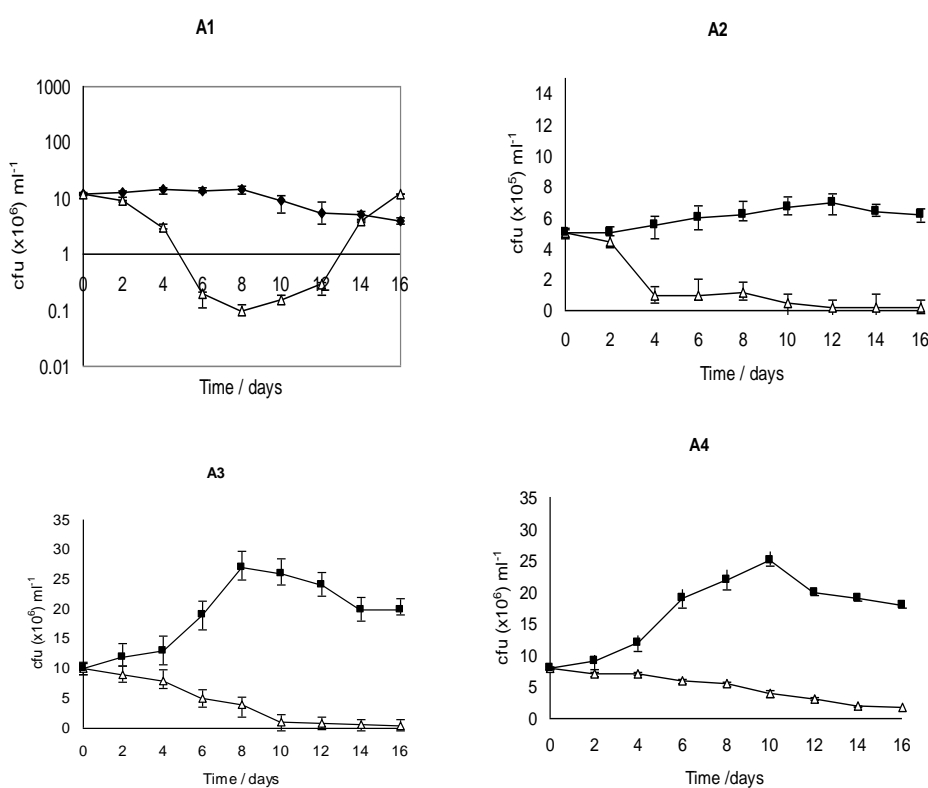 A1
1000
100
10
1
0.1
0.01
cfu (x10⁶) ml⁻¹
0 2 4 6 8 10 12 14 16
Time / days
A2
14
12
10
8
6
4
2
0
cfu (x10⁵) ml⁻¹
0 2 4 6 8 10 12 14 16
Time / days
A3
35
30
25
20
15
10
5
0
cfu (x10⁶) ml⁻¹
0 2 4 6 8 10 12 14 16
Time / days
A4
35
30
25
20
15
10
5
0
cfu (x10⁶) ml⁻¹
0 2 4 6 8 10 12 14 16
Time /days